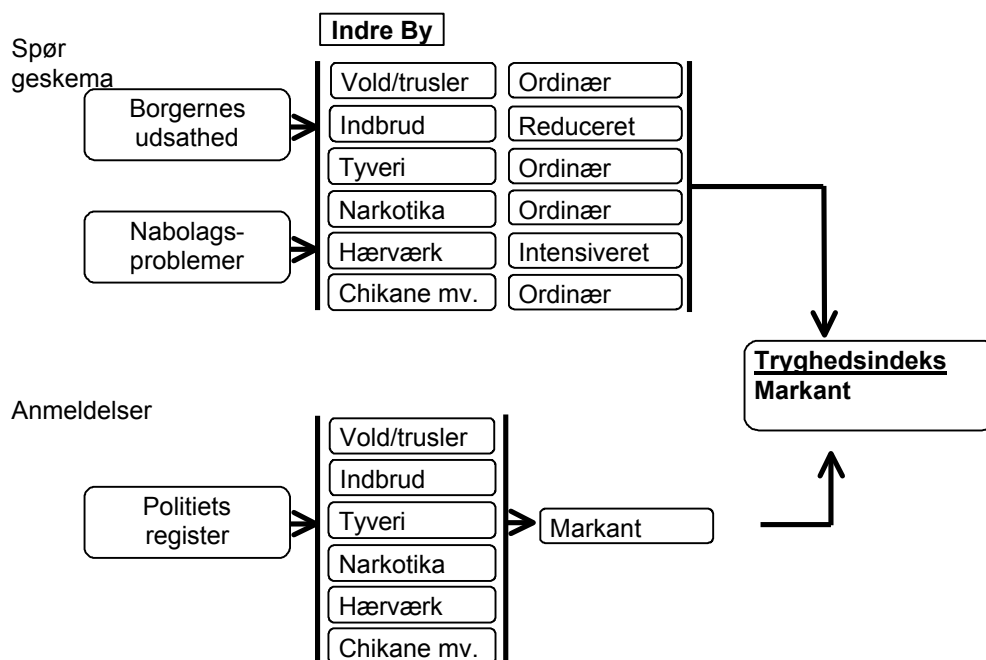 Indre By
Spør
geskema
Borgernes
udsathed
Nabolags-
problemer
Vold/trusler Ordinær
Indbrud Reduceret
Tyveri Ordinær
Narkotika Ordinær
Hærværk Intensiveret
Chikane mv. Ordinær
Tryghedsindeks
Markant
Anmeldelser
Politiets
register
Vold/trusler
Indbrud
Tyveri
Narkotika
Hærværk
Chikane mv.
Markant